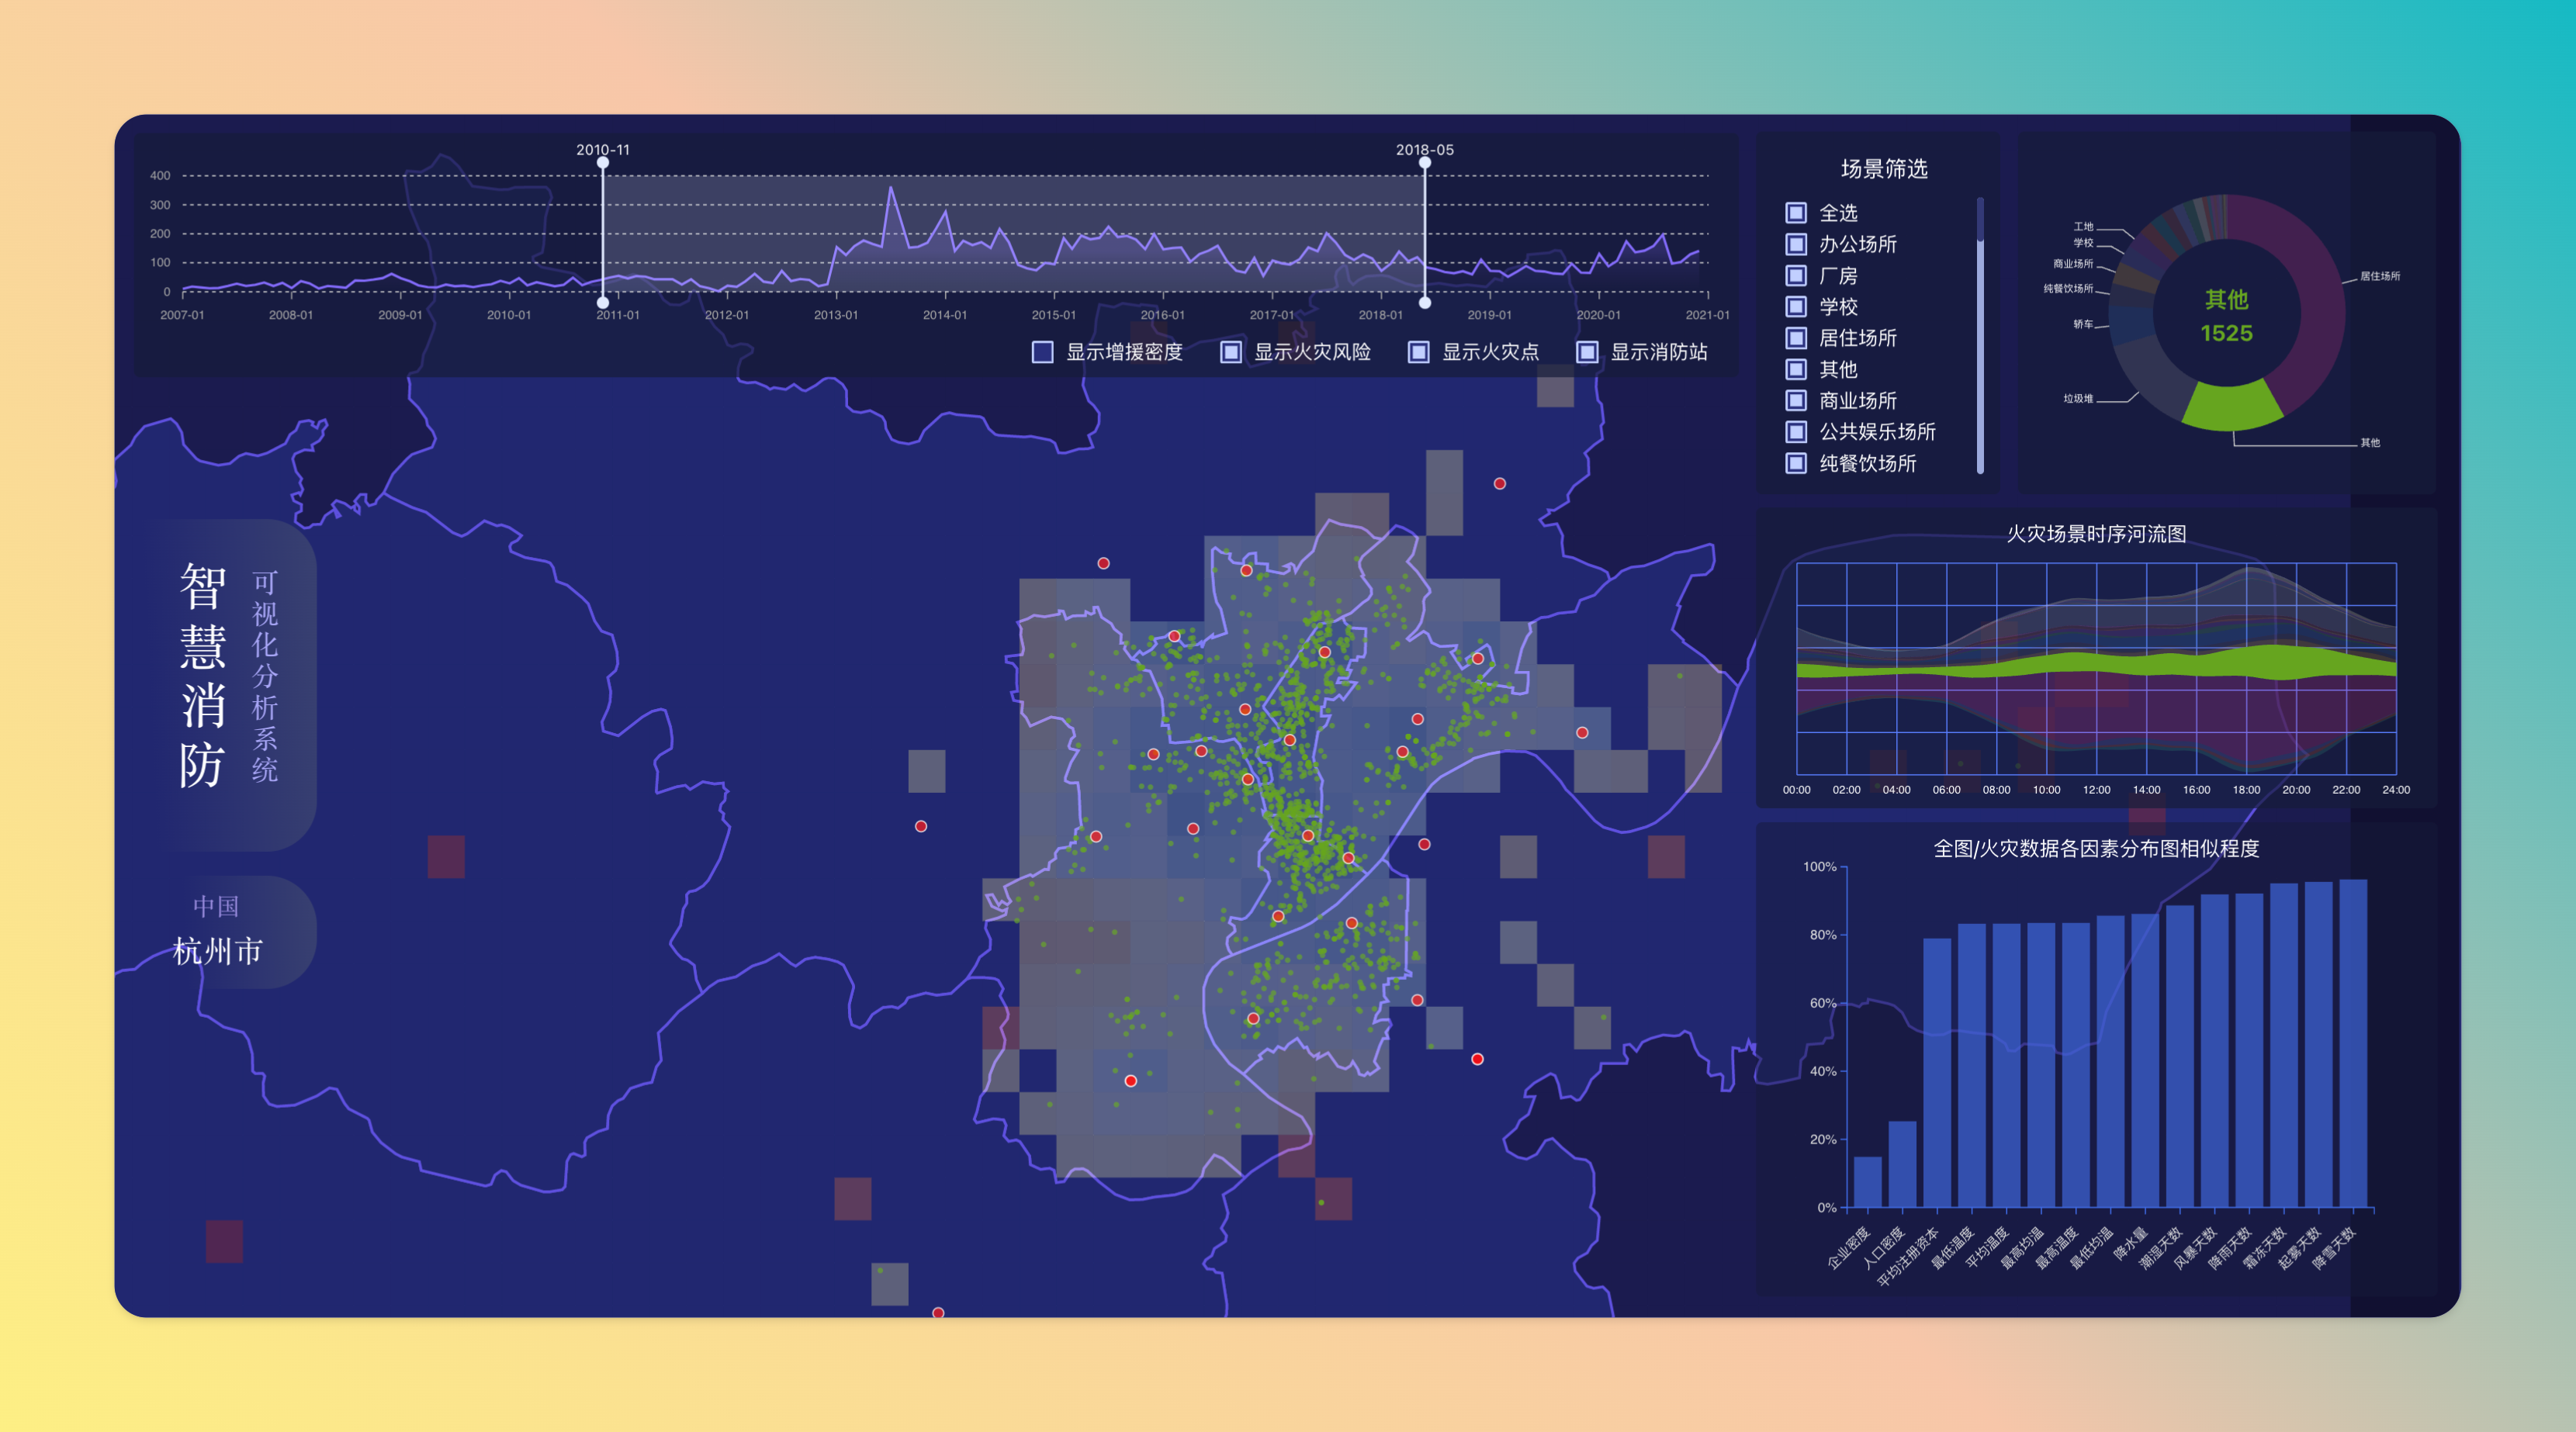 2010-11
2018-05
400
300
200
100
0
2007-01
2008-01
2009-01
2010-01
2011-01
2012-01
2013-01
2014-01
2015-01
2016-01
2017-01
2018-01
2019-01
2020-01
2021-01
显示增援密度
显示火灾风险
显示火灾点
显示消防站
场景筛选
全选
办公场所
厂房
学校
居住场所
其他
商业场所
公共娱乐场所
纯餐饮场所
工地
学校
商业场所
纯餐饮场所
轿车
垃圾堆
居住场所
其他
其他
1525
智慧消防
可视化分析系统
中国
杭州市
火灾场景时序河流图
00:00
02:00
04:00
06:00
08:00
10:00
12:00
14:00
16:00
18:00
20:00
22:00
24:00
全图/火灾数据各因素分布图相似程度
100%
80%
60%
40%
20%
0%
企业密度
人口密度
平均注册资本
最低温度
平均温度
最高均温
最高温度
最低均温
降水量
潮湿天数
风暴天数
降雨天数
霜冻天数
起雾天数
降雪天数